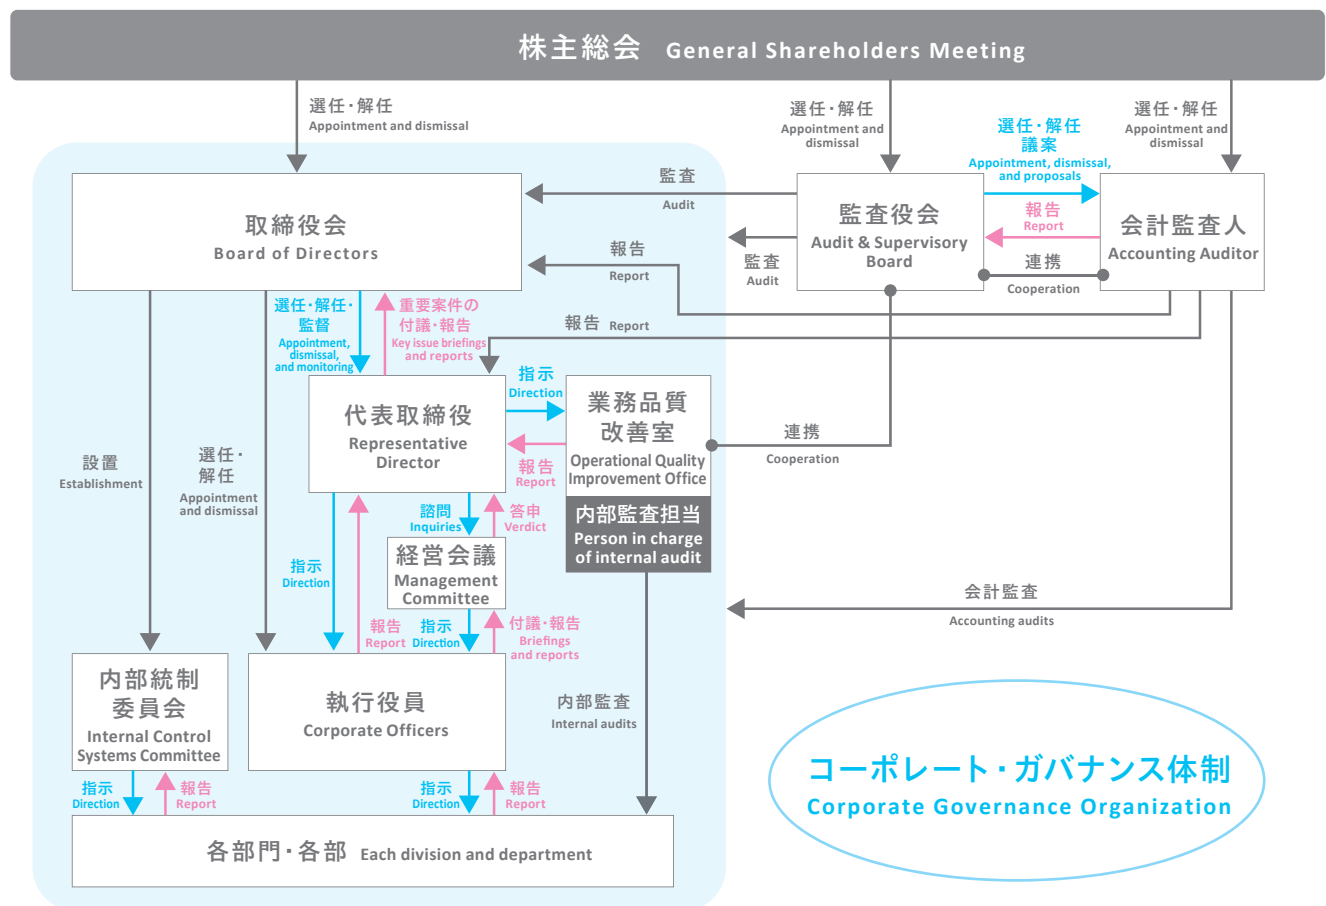 株主総会 General Shareholders Meeting
選任・解任
Appointment and dismissal
選任・解任
Appointment and
dismissal
選任・解任
議案
Appointment, dismissal,
and proposals
選任・解任
Appointment and
dismissal
取締役会
Board of Directors
監査
Audit
監査
Audit
報告
Report
監査役会
Audit & Supervisory
Board
報告
Report
連携
Cooperation
会計監査人
Accounting Auditor
選任・解任・
監督
Appointment,
dismissal,
and monitoring
重要案件の
付議・報告
Key issue briefings
and reports
報告 Report
代表取締役
Representative
Director
指示
Direction
報告
Report
業務品質
改善室
Operational Quality
Improvement Office
内部監査担当
Person in charge
of internal audit
連携
Cooperation
設置
Establishment
選任・
解任
Appointment
and dismissal
指示
Direction
諮問
Inquiries
答申
Verdict
経営会議
Management
Committee
報告
Report
指示
Direction
付議・報告
Briefings
and reports
会計監査
Accounting audits
内部統制
委員会
Internal Control
Systems Committee
執行役員
Corporate Officers
内部監査
Internal audits
指示
Direction
報告
Report
指示
Direction
報告
Report
各部門・各部 Each division and department
コーポレート・ガバナンス体制
Corporate Governance Organization